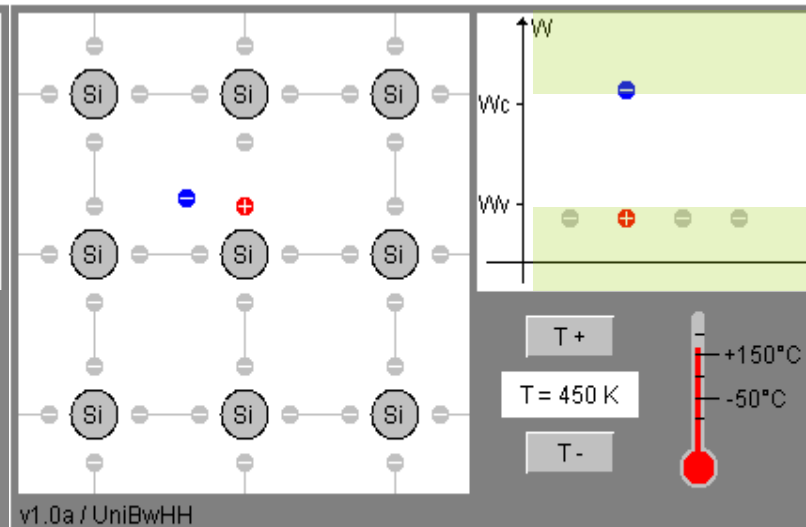 W
Si Si Si
Wc
Wv
Si Si Si
T +
+150°C
T = 450 K
-50°C
Si Si Si
T -
v1.0a / UniBwHH